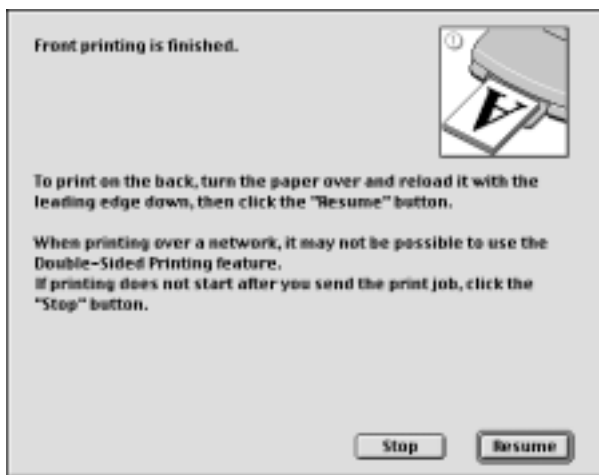 Front printing is finished.
①
A
To print on the back, turn the paper over and reload it with the
leading edge down, then click the "Resume" button.
When printing over a network, it may not be possible to use the
Double-Sided Printing feature.
If printing does not start after you send the print job, click the
"Stop" button.
Stop
Resume